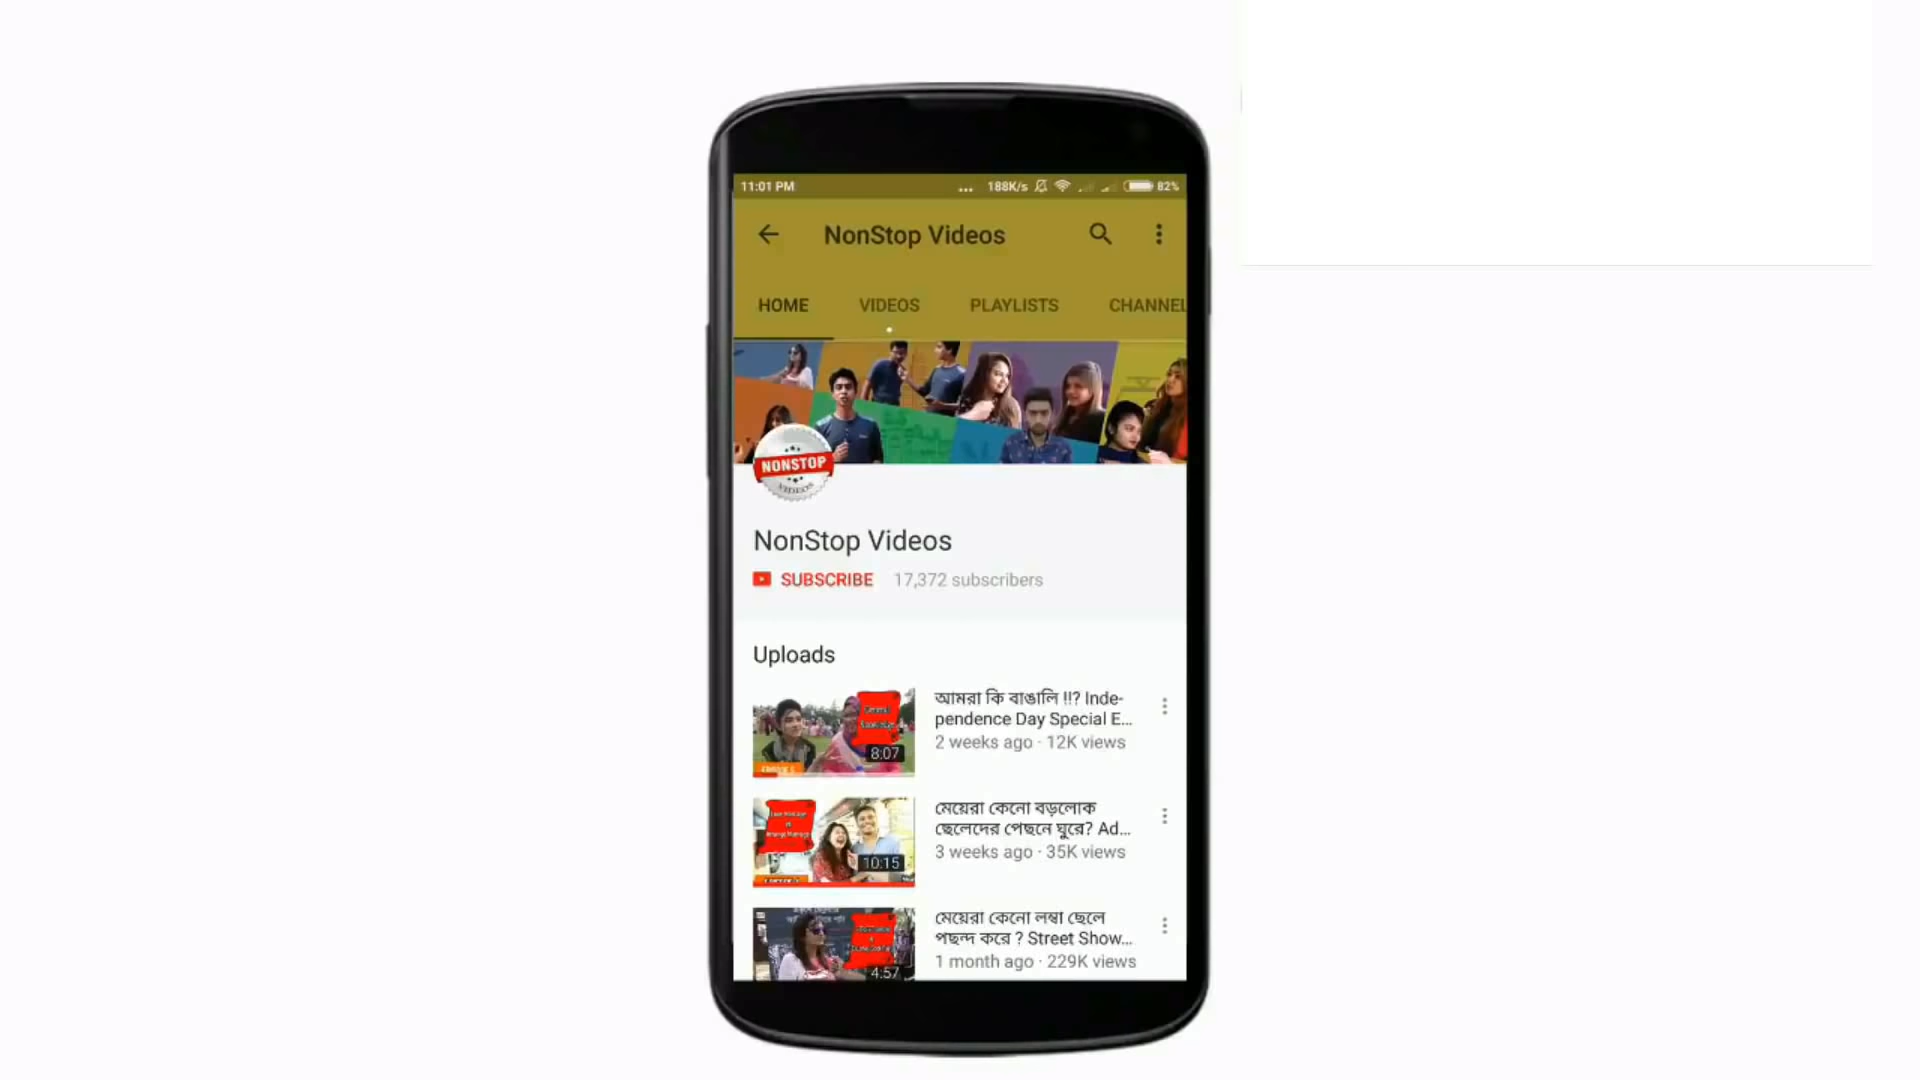 11:01 PM ... 188K/s 82%
NonStop Videos
HOME VIDEOS PLAYLISTS CHANNEL
NONSTOP
VIDEOS
NonStop Videos
SUBSCRIBE 17,372 subscribers
Uploads
আমরা কি বাঙালি !!? Inde-
pendence Day Special E...
2 weeks ago · 12K views
8:07
মেয়েরা কেনো বড়লোক
ছেলেদের পেছনে ঘুরে? Ad...
3 weeks ago · 35K views
10:15
মেয়েরা কেনো লম্বা ছেলে
পছন্দ করে ? Street Show...
1 month ago · 229K views
4:57